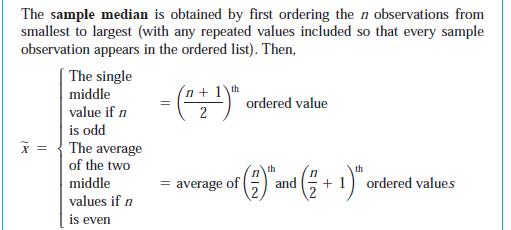 The sample median is obtained by first ordering the n observations from
smallest to largest (with any repeated values included so that every sample
observation appears in the ordered list). Then,
The single
middle
value if n
is odd
= ((n + 1)/2)^th ordered value
x̃ =
The average
of the two
middle
values if n
is even
= average of (n/2)^th and (n/2 + 1)^th ordered values